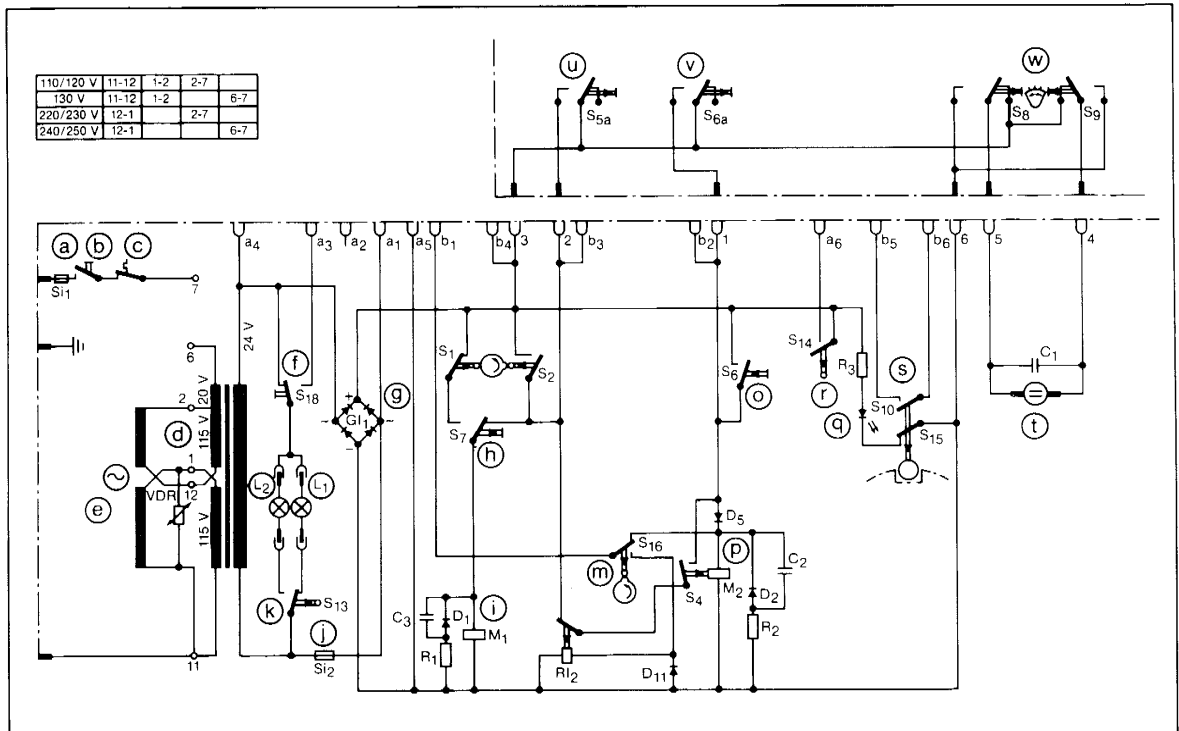 110/120 V 11-12 1-2 2-7
130 V 11-12 1-2 6-7
220/230 V 12-1 2-7
240/250 V 12-1 6-7
u v w
S5a S6a S8 S9
a4 a3 a2 a1 a5 b1 b4 3 2 b3 b2 1 a6 b5 b6 6 5 4
a b c
Si1 7
6
24 V
20 V
2
d
115 V
1
12
VDR
e
115 V
11
f
S18
g
GI1
+
~ ~
−
L2 L1
k S13
j
Si2
S1 S2
S7
h
C3 D1 i
M1
R1
S6
o
S14
r
R3
q
s
S10
S15
C1
t
D5
S16
m
p
S4 M2
D2 C2
R2
RI2
D11